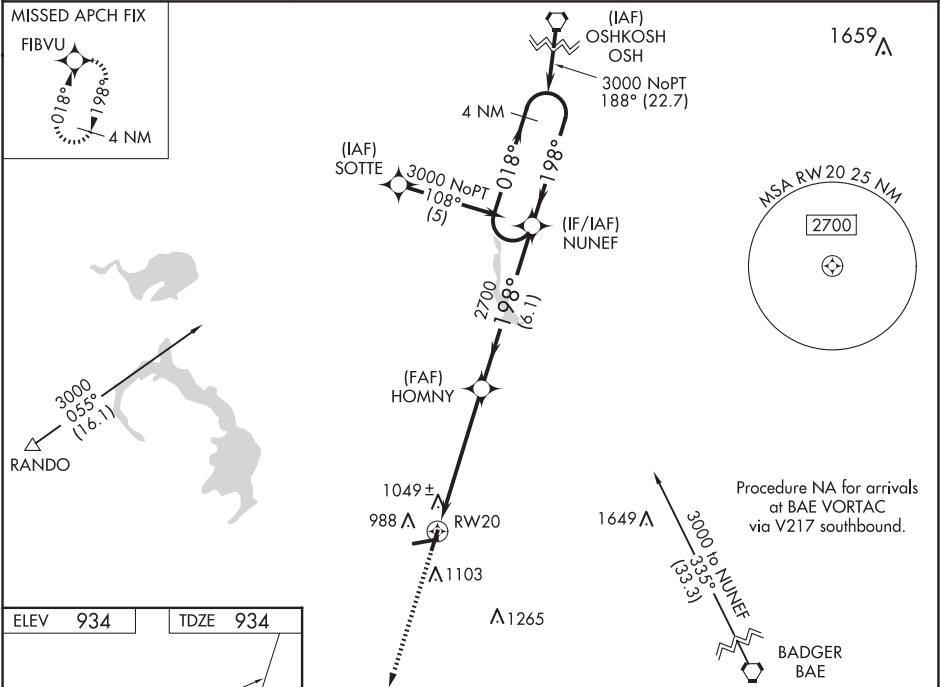 MISSED APCH FIX
FIBVU
018°
198°
4 NM
(IAF)
OSHKOSH
OSH
3000 NoPT
188° (22.7)
1659
4 NM
018°
198°
(IAF)
SOTTE
3000 NoPT
108°
(5)
(IF/IAF)
NUNEF
MSA RW20 25 NM
2700
2700
198°
(6.1)
3000
055°
(16.1)
RANDO
(FAF)
HOMNY
1049 ±
988
RW20
1103
1265
1649
3000 to NUNEF
335°
(33.3)
Procedure NA for arrivals
at BAE VORTAC
via V217 southbound.
BADGER
BAE
ELEV 934
TDZE 934